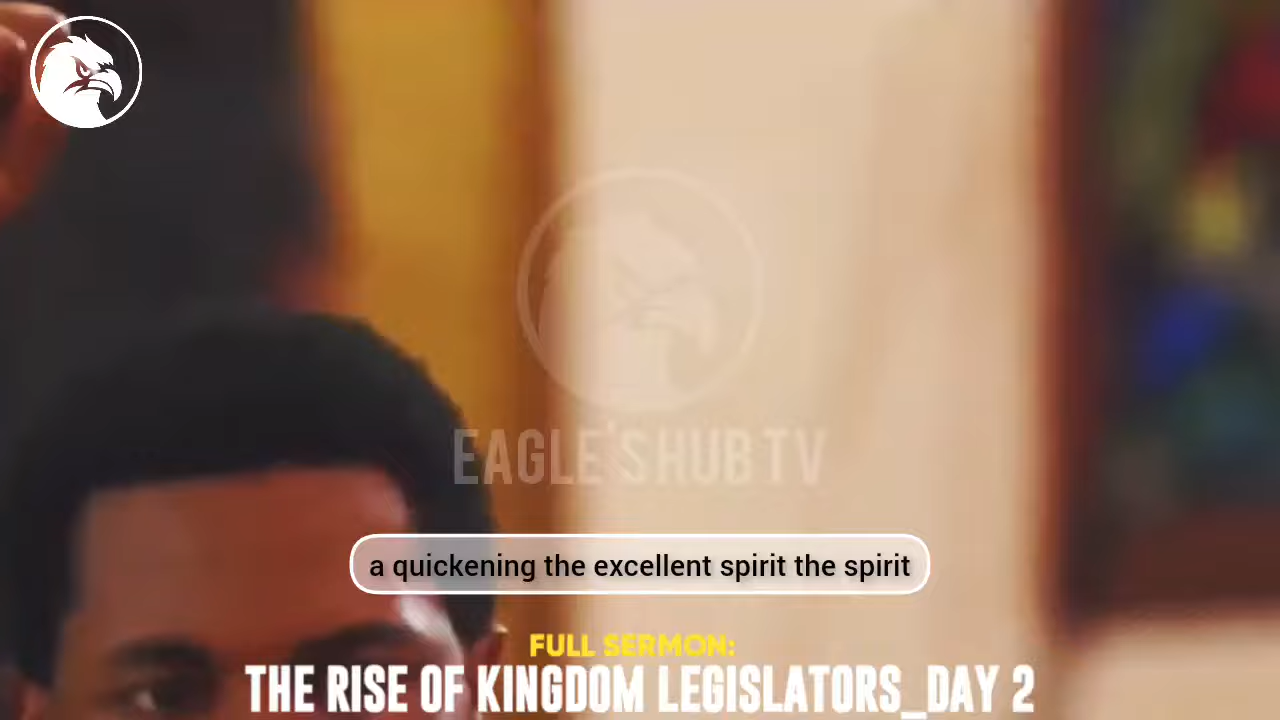 EAGLE'S HUB TV
a quickening the excellent spirit the spirit
FULL SERMON:
THE RISE OF KINGDOM LEGISLATORS_DAY 2